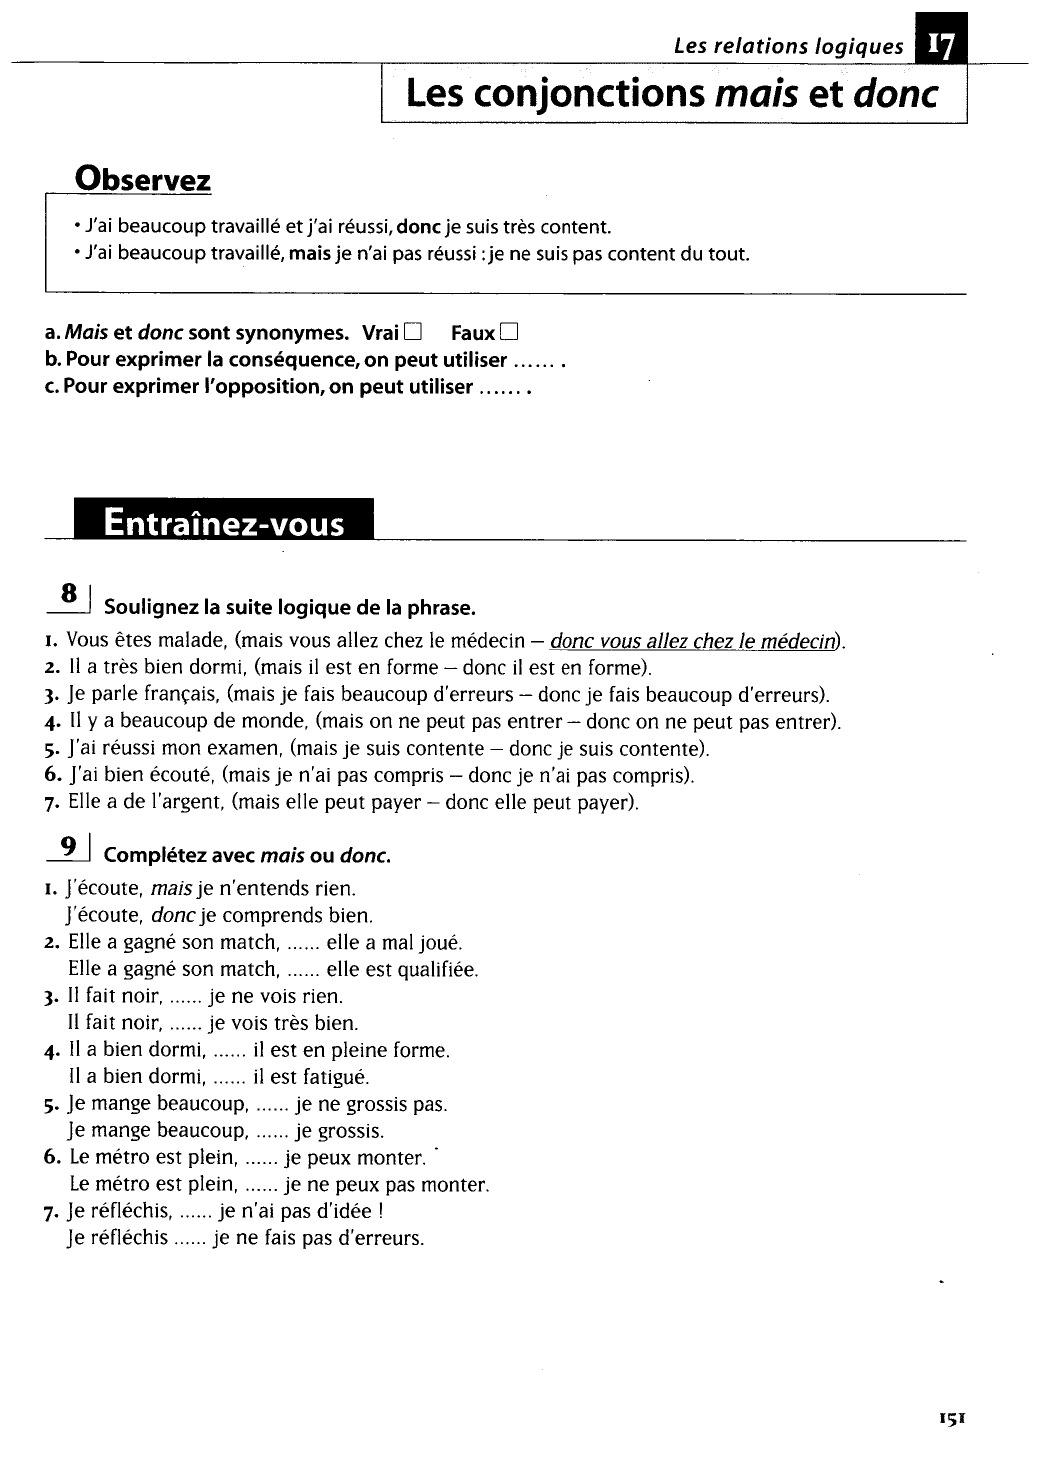 Les relations logiques 17
Les conjonctions mais et donc
Observez
• J'ai beaucoup travaillé et j'ai réussi, donc je suis très content.
• J'ai beaucoup travaillé, mais je n'ai pas réussi : je ne suis pas content du tout.
a. Mais et donc sont synonymes. Vrai ☐ Faux ☐
b. Pour exprimer la conséquence, on peut utiliser ...... .
c. Pour exprimer l'opposition, on peut utiliser ...... .
Entraînez-vous
8 Soulignez la suite logique de la phrase.
1. Vous êtes malade, (mais vous allez chez le médecin – donc vous allez chez le médecin).
2. Il a très bien dormi, (mais il est en forme – donc il est en forme).
3. Je parle français, (mais je fais beaucoup d'erreurs – donc je fais beaucoup d'erreurs).
4. Il y a beaucoup de monde, (mais on ne peut pas entrer – donc on ne peut pas entrer).
5. J'ai réussi mon examen, (mais je suis contente – donc je suis contente).
6. J'ai bien écouté, (mais je n'ai pas compris – donc je n'ai pas compris).
7. Elle a de l'argent, (mais elle peut payer – donc elle peut payer).
9 Complétez avec mais ou donc.
1. J'écoute, mais je n'entends rien.
J'écoute, donc je comprends bien.
2. Elle a gagné son match, ...... elle a mal joué.
Elle a gagné son match, ...... elle est qualifiée.
3. Il fait noir, ...... je ne vois rien.
Il fait noir, ...... je vois très bien.
4. Il a bien dormi, ...... il est en pleine forme.
Il a bien dormi, ...... il est fatigué.
5. Je mange beaucoup, ...... je ne grossis pas.
Je mange beaucoup, ...... je grossis.
6. Le métro est plein, ...... je peux monter.
Le métro est plein, ...... je ne peux pas monter.
7. Je réfléchis, ...... je n'ai pas d'idée !
Je réfléchis ...... je ne fais pas d'erreurs.
151